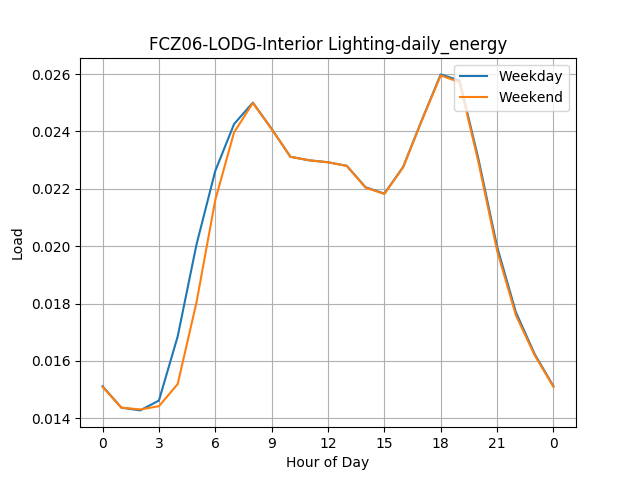 FCZ06-LODG-Interior Lighting-daily_energy
Weekday
Weekend
0.026
0.024
0.022
0.020
0.018
0.016
0.014
Load
0 3 6 9 12 15 18 21 0
Hour of Day